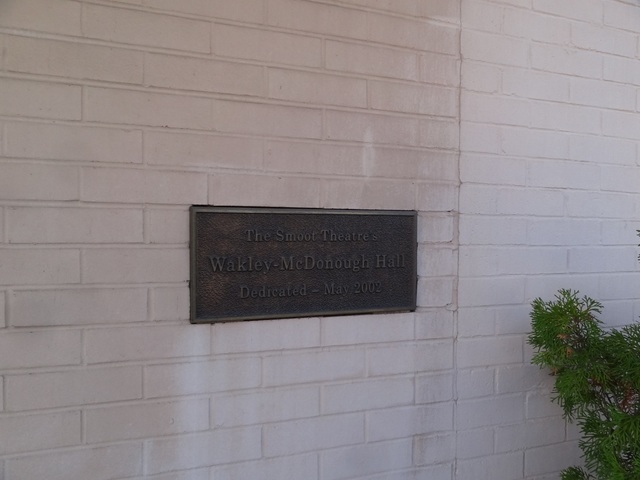 The Smoot Theatre's
Wakley-McDonough Hall
Dedicated – May 2002